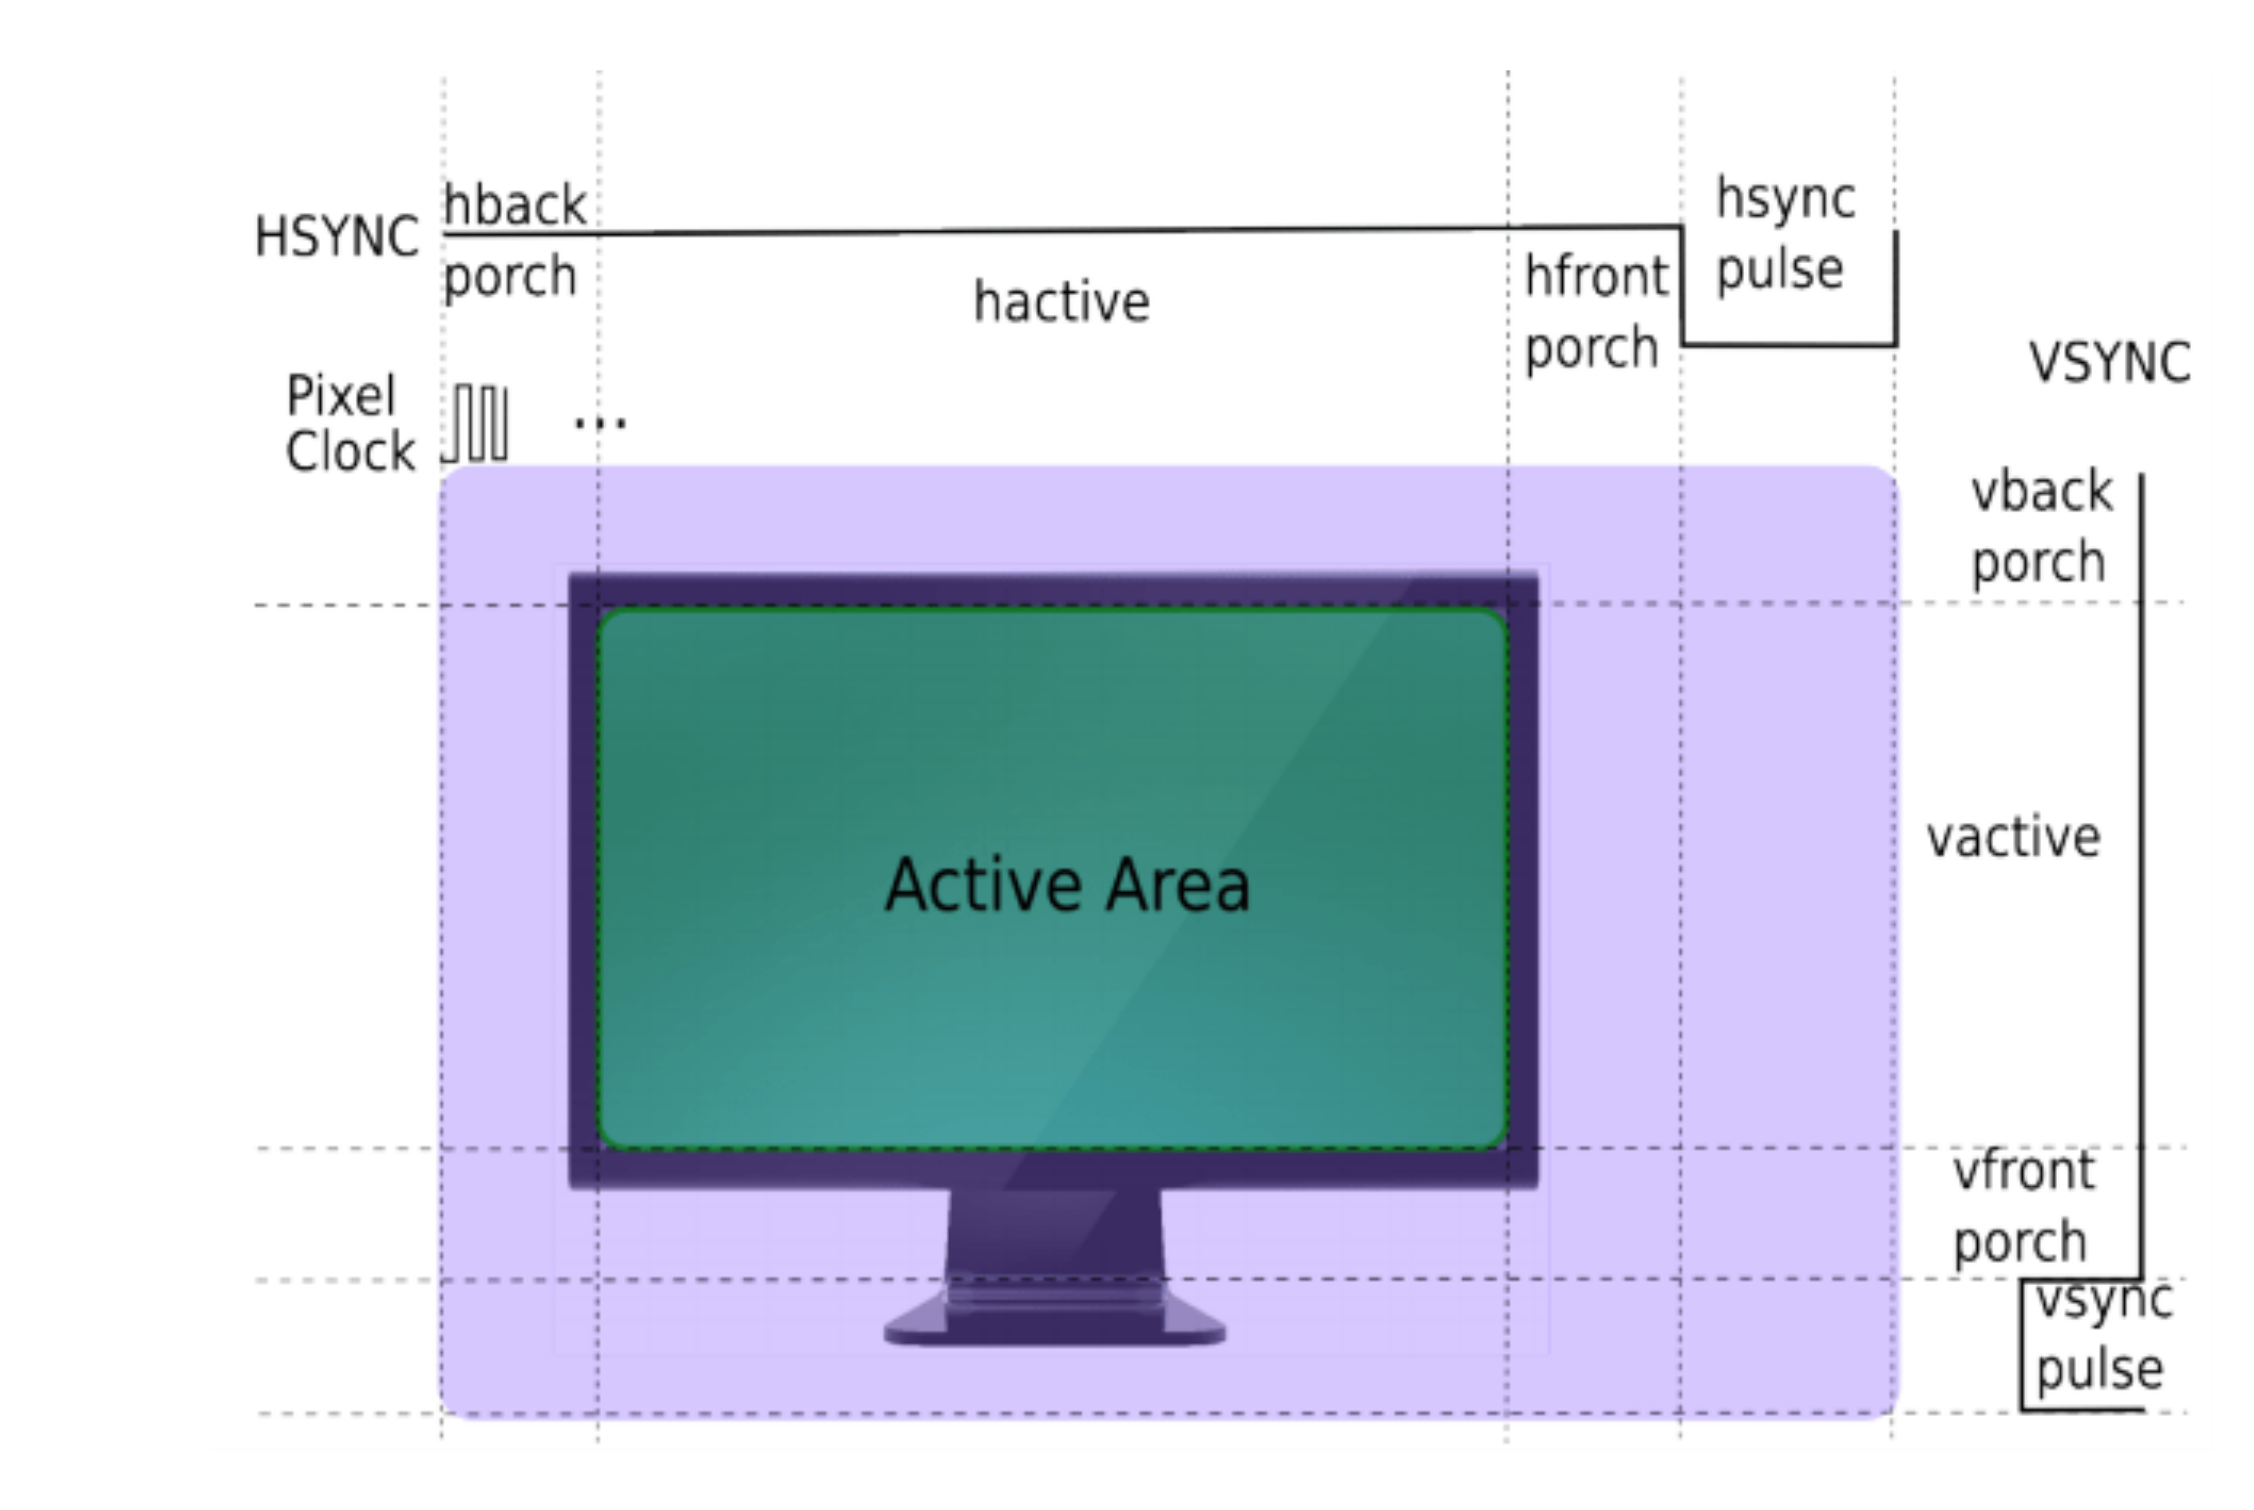 HSYNC
hback
porch
hactive
hfront
porch
hsync
pulse
VSYNC
Pixel
Clock
...
vback
porch
vactive
Active Area
vfront
porch
vsync
pulse